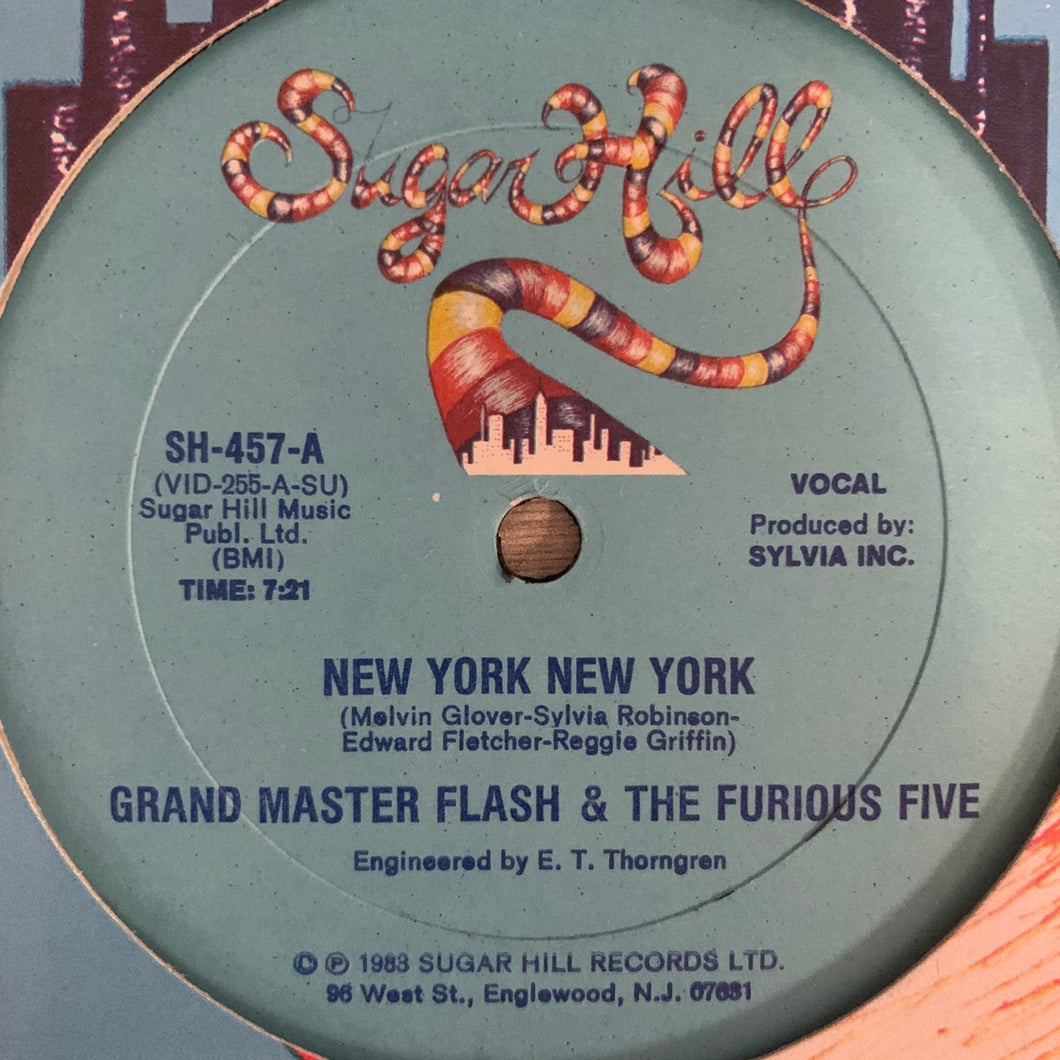 Sugar Hill
SH-457-A
(VID-255-A-SU)
Sugar Hill Music
Publ. Ltd.
(BMI)
TIME: 7:21
VOCAL
Produced by:
SYLVIA INC.
NEW YORK NEW YORK
(Melvin Glover-Sylvia Robinson-
Edward Fletcher-Reggie Griffin)
GRAND MASTER FLASH & THE FURIOUS FIVE
Engineered by E. T. Thorngren
© ℗ 1983 SUGAR HILL RECORDS LTD.
96 West St., Englewood, N.J. 07631